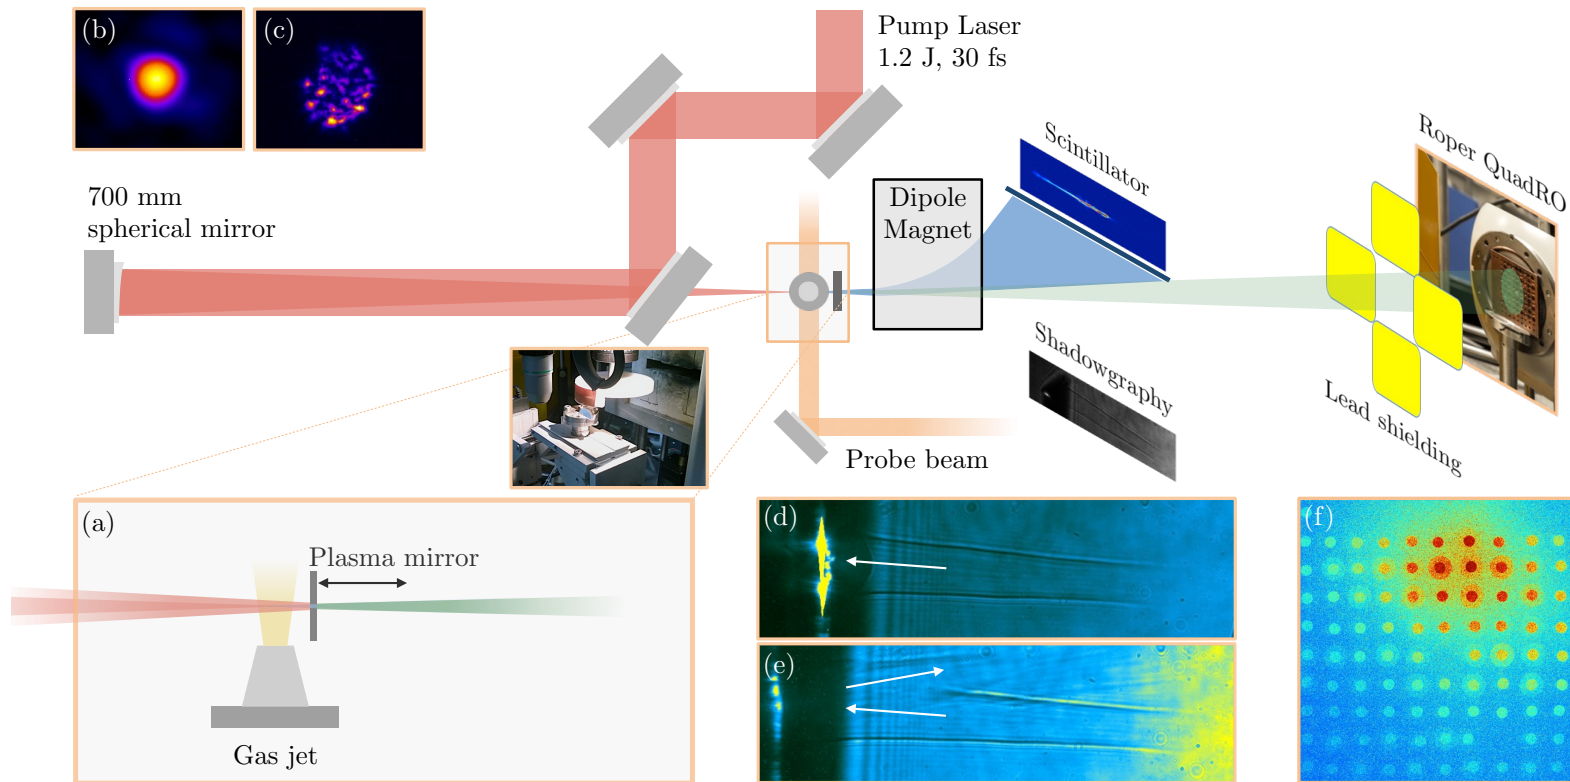 (b)
(c)
Pump Laser
1.2 J, 30 fs
700 mm
spherical mirror
Dipole
Magnet
Scintillator
Roper QuadRO
Shadowgraphy
Lead shielding
Probe beam
(a)
Plasma mirror
Gas jet
(d)
(e)
(f)